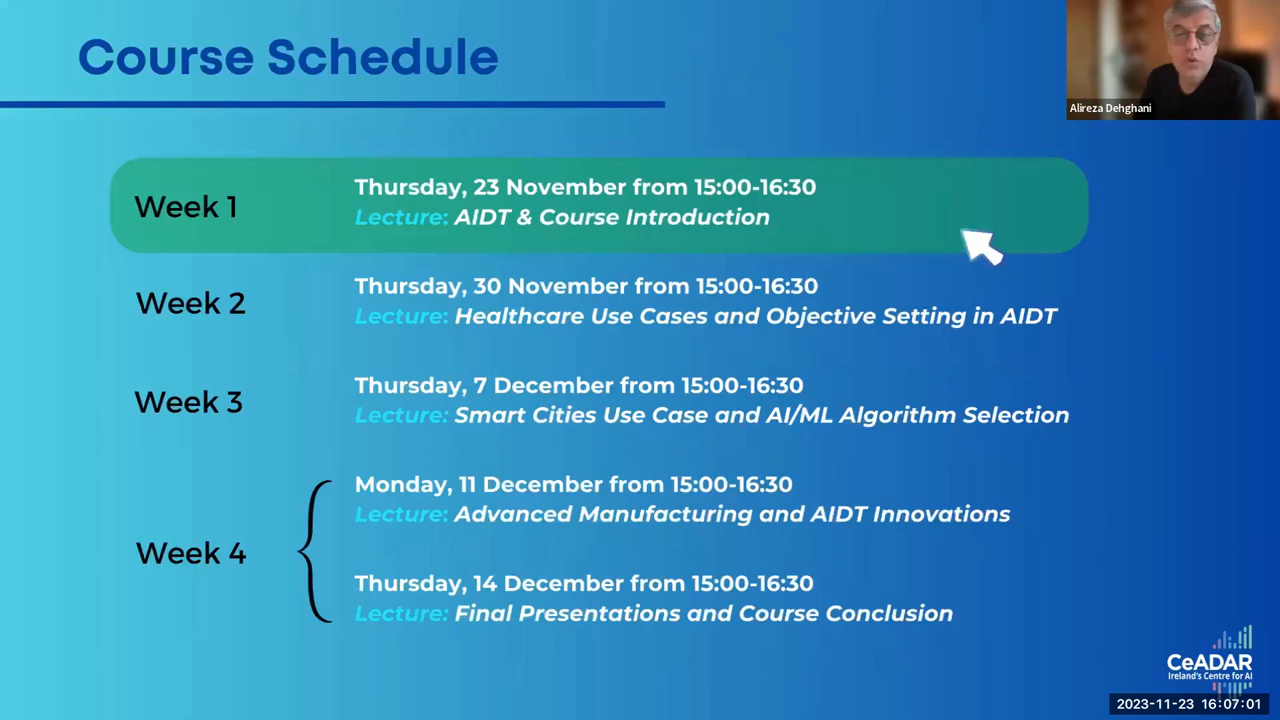 Course Schedule
Alireza Dehghani
Week 1
Thursday, 23 November from 15:00-16:30
Lecture: AIDT & Course Introduction
Week 2
Thursday, 30 November from 15:00-16:30
Lecture: Healthcare Use Cases and Objective Setting in AIDT
Week 3
Thursday, 7 December from 15:00-16:30
Lecture: Smart Cities Use Case and AI/ML Algorithm Selection
Week 4
Monday, 11 December from 15:00-16:30
Lecture: Advanced Manufacturing and AIDT Innovations
Thursday, 14 December from 15:00-16:30
Lecture: Final Presentations and Course Conclusion
CeADAR
Ireland's Centre for AI
2023-11-23 16:07:01